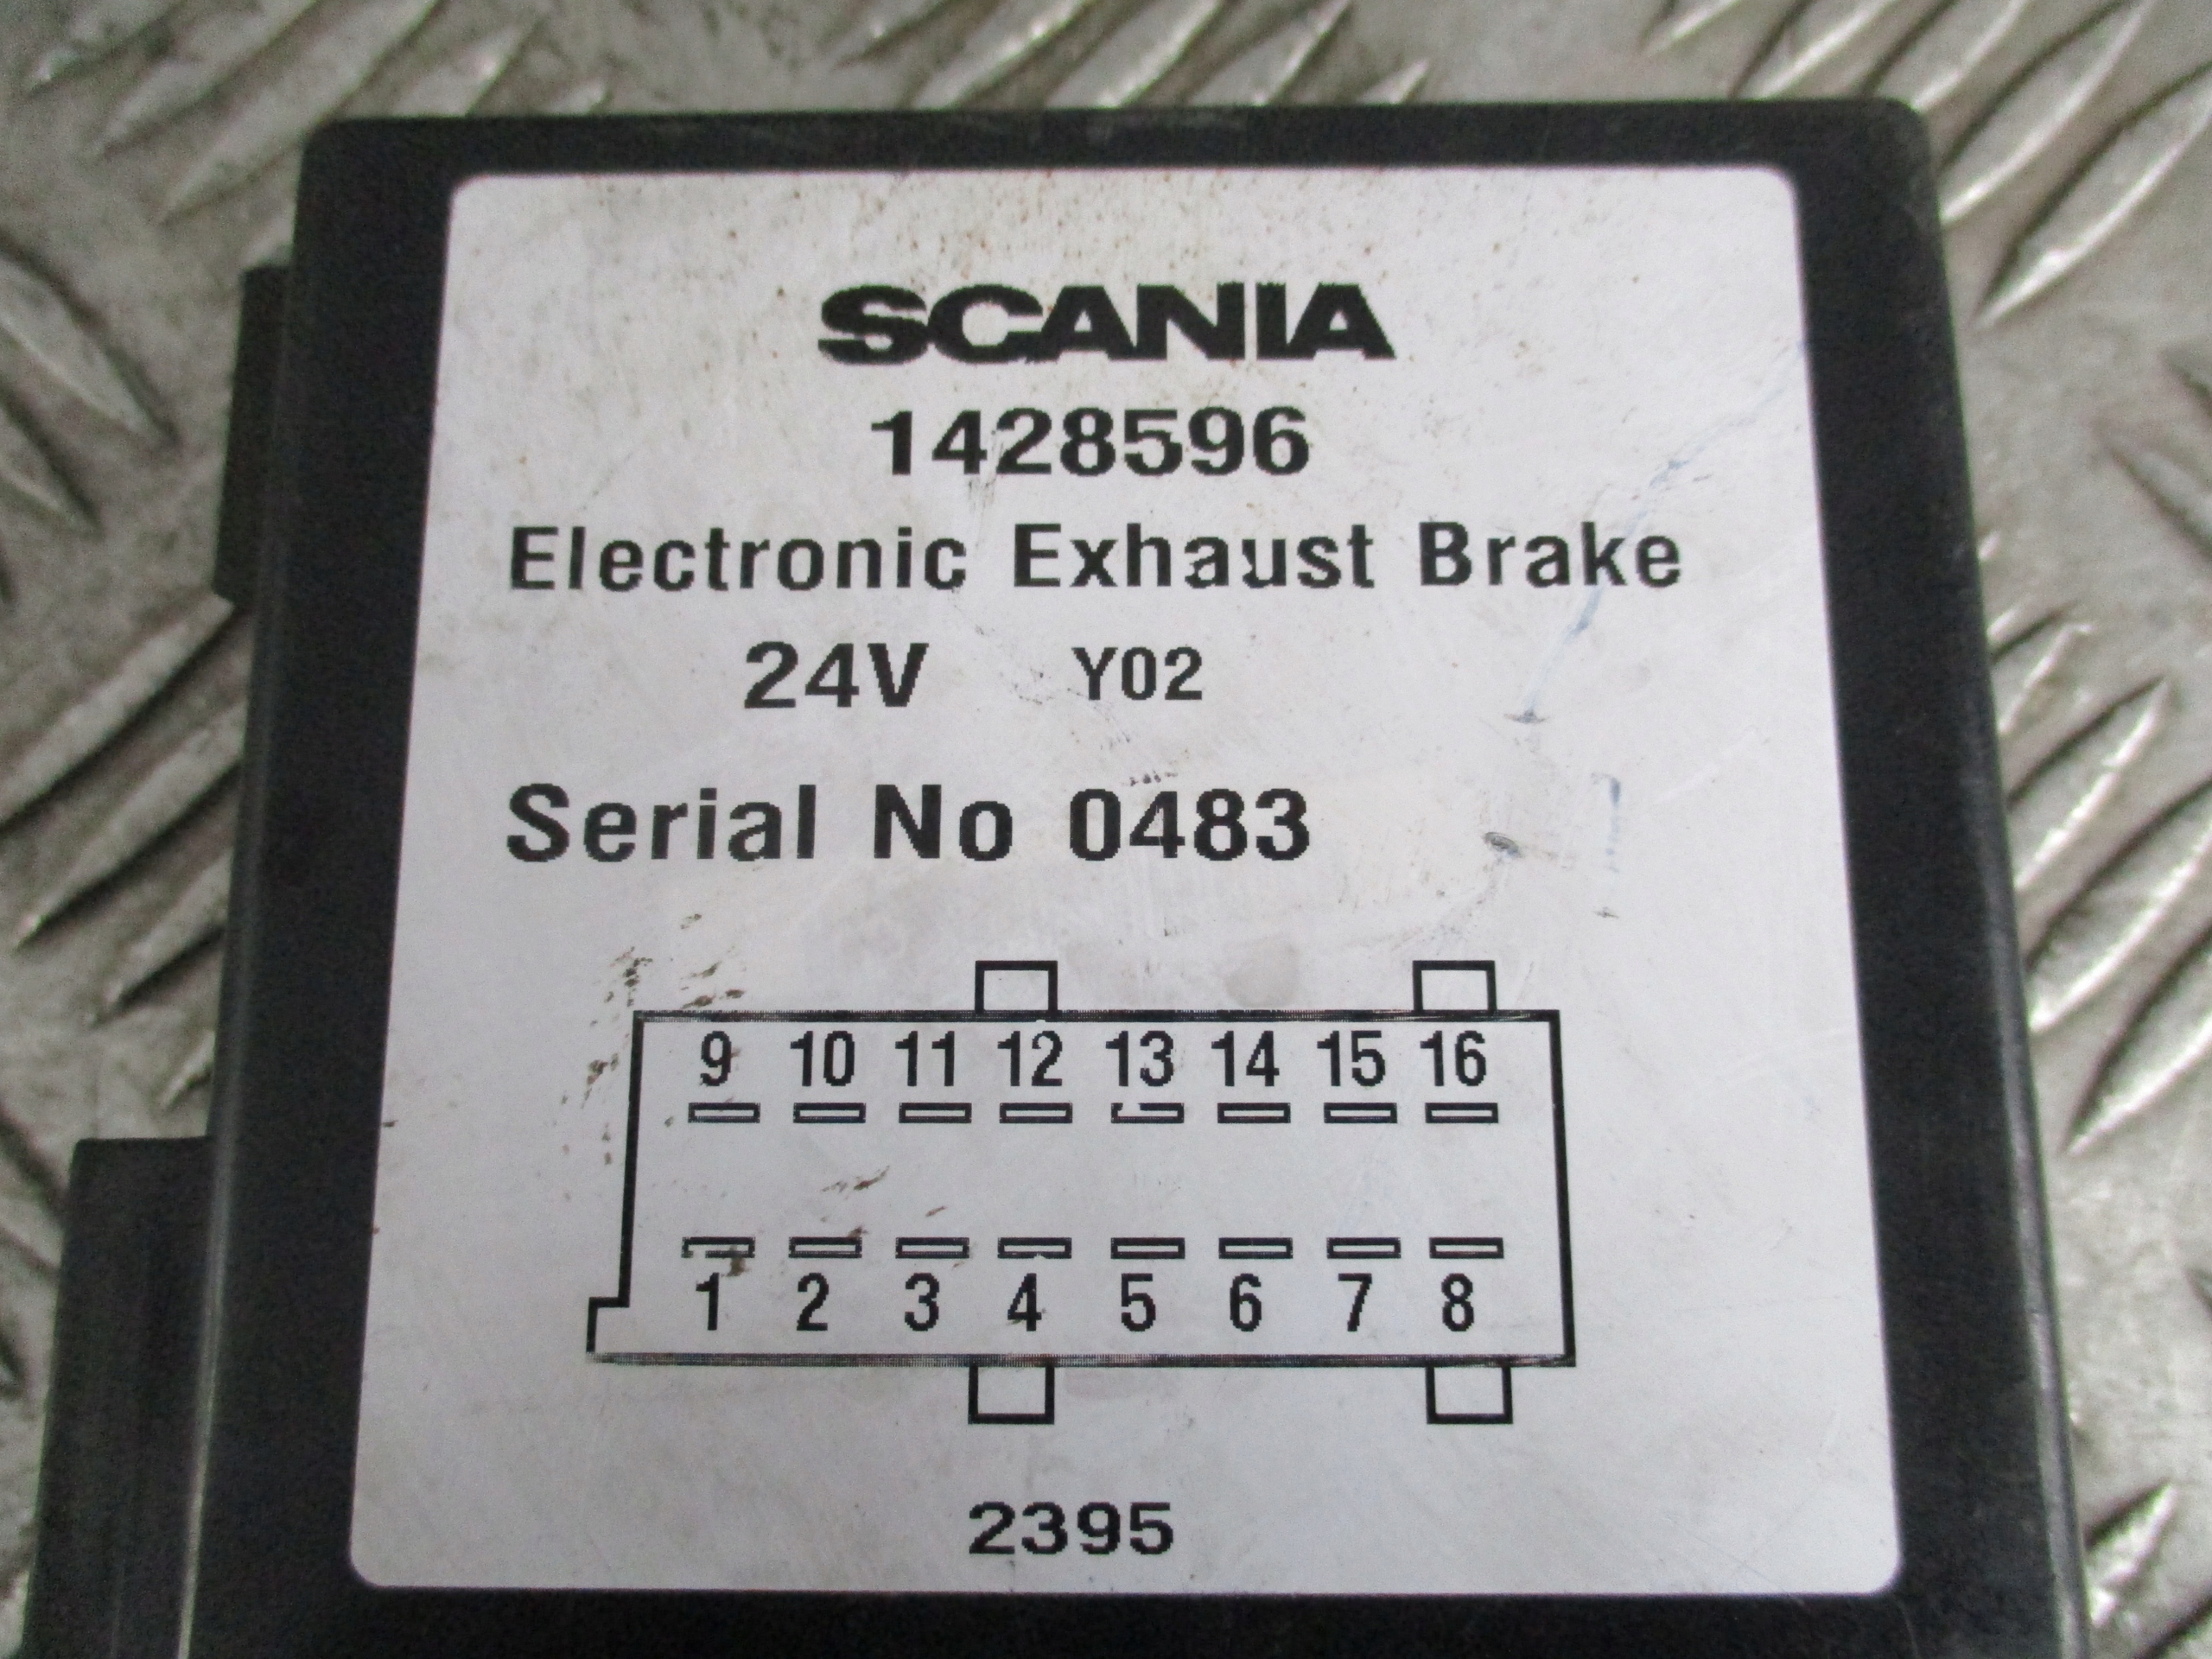 SCANIA
1428596
Electronic Exhaust Brake
24V Y02
Serial No 0483
9 10 11 12 13 14 15 16
1 2 3 4 5 6 7 8
2395